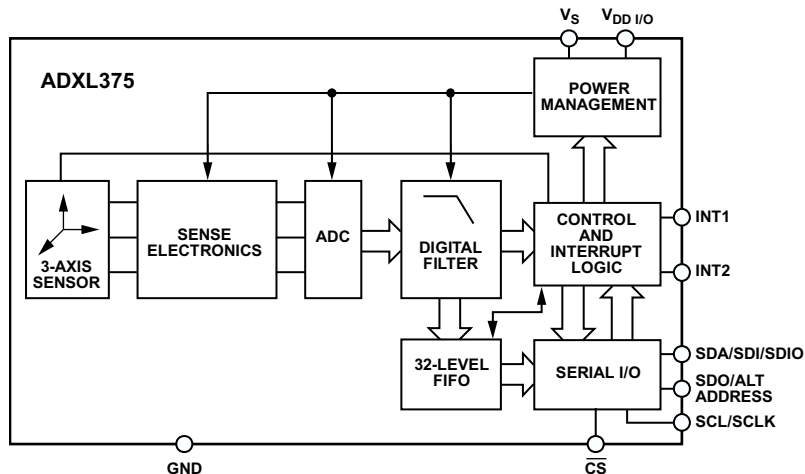 V_S
V_DD I/O
ADXL375
POWER
MANAGEMENT
3-AXIS
SENSOR
SENSE
ELECTRONICS
ADC
DIGITAL
FILTER
CONTROL
AND
INTERRUPT
LOGIC
INT1
INT2
32-LEVEL
FIFO
SERIAL I/O
SDA/SDI/SDIO
SDO/ALT
ADDRESS
SCL/SCLK
GND
C̅S̅